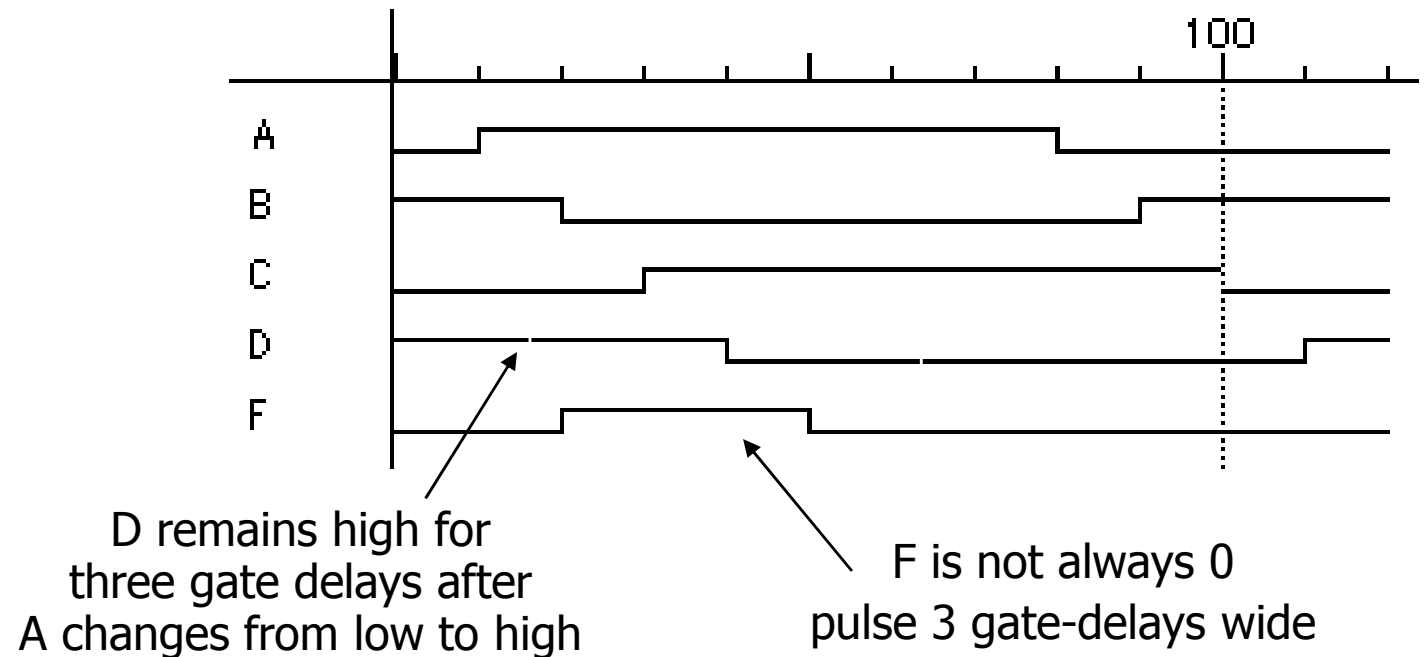 100
A
B
C
D
F
D remains high for
three gate delays after
A changes from low to high
F is not always 0
pulse 3 gate-delays wide